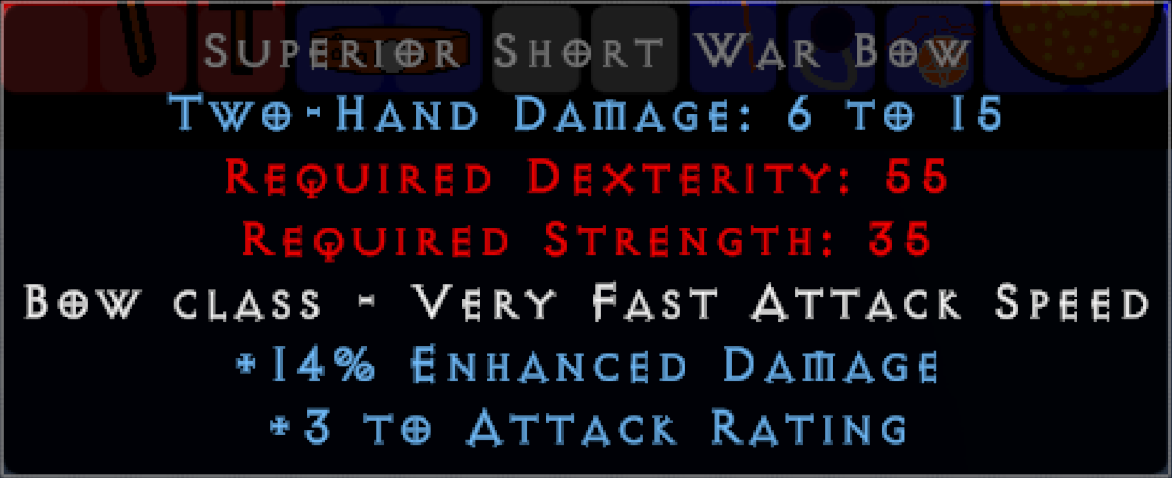 Superior Short War Bow
Two-Hand Damage: 6 to 15
Required Dexterity: 55
Required Strength: 35
Bow class - Very Fast Attack Speed
+14% Enhanced Damage
+3 to Attack Rating